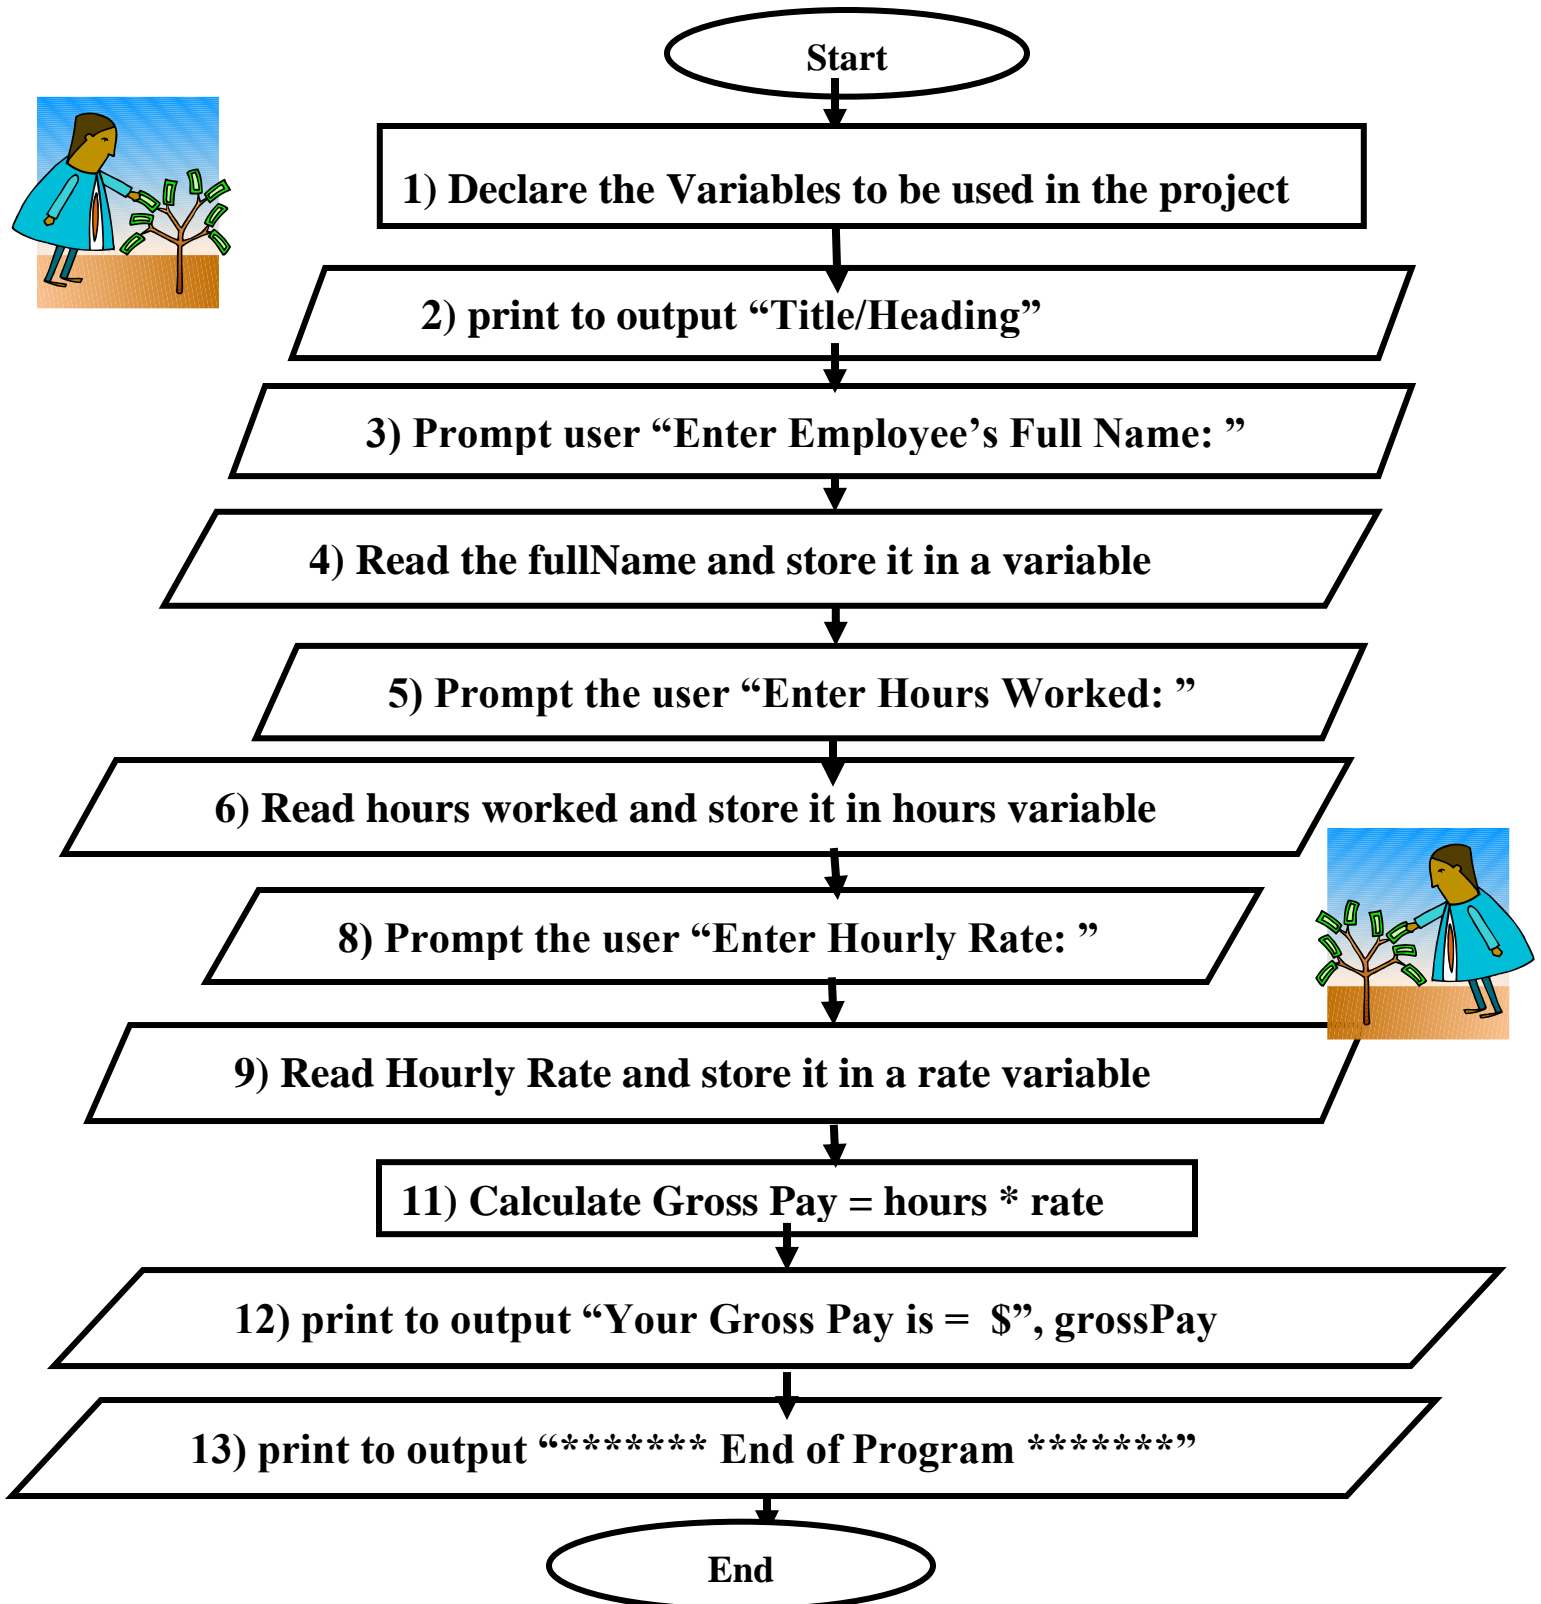 Start
1) Declare the Variables to be used in the project
2) print to output “Title/Heading”
3) Prompt user “Enter Employee’s Full Name: ”
4) Read the fullName and store it in a variable
5) Prompt the user “Enter Hours Worked: ”
6) Read hours worked and store it in hours variable
8) Prompt the user “Enter Hourly Rate: ”
9) Read Hourly Rate and store it in a rate variable
11) Calculate Gross Pay = hours * rate
12) print to output “Your Gross Pay is =  $”, grossPay
13) print to output “******* End of Program *******”
End